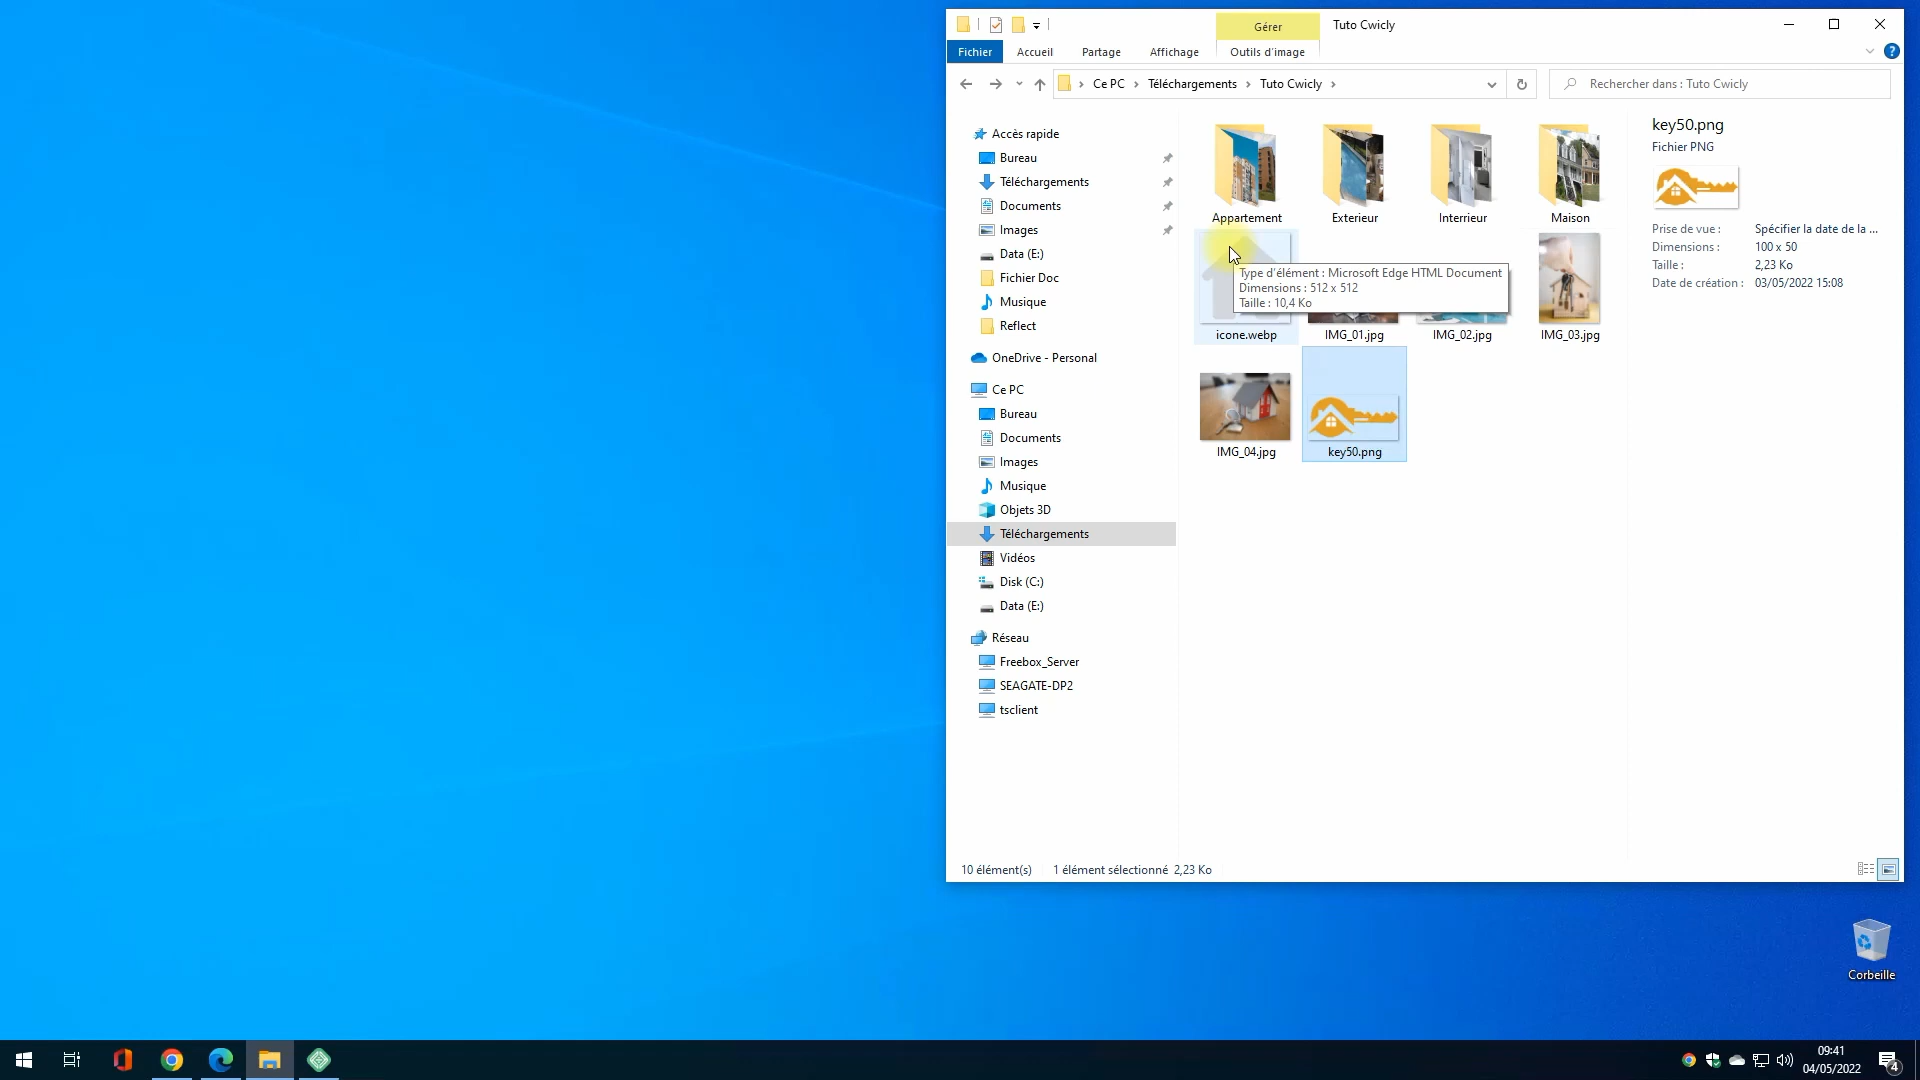 Gérer
Tuto Cwicly
Fichier
Accueil
Partage
Affichage
Outils d'image
?
Ce PC
Téléchargements
Tuto Cwicly
Rechercher dans : Tuto Cwicly
Accès rapide
Bureau
Téléchargements
Documents
Images
Data (E:)
Fichier Doc
Musique
Reflect
OneDrive - Personal
Ce PC
Bureau
Documents
Images
Musique
Objets 3D
Téléchargements
Vidéos
Disk (C:)
Data (E:)
Réseau
Freebox_Server
SEAGATE-DP2
tsclient
Appartement
Exterieur
Interrieur
Maison
Type d'élément : Microsoft Edge HTML Document
Dimensions : 512 x 512
Taille : 10,4 Ko
icone.webp
IMG_01.jpg
IMG_02.jpg
IMG_03.jpg
IMG_04.jpg
key50.png
key50.png
Fichier PNG
Prise de vue : Spécifier la date de la ...
Dimensions : 100 x 50
Taille : 2,23 Ko
Date de création : 03/05/2022 15:08
10 élément(s)
1 élément sélectionné 2,23 Ko
Corbeille
09:41
04/05/2022
4